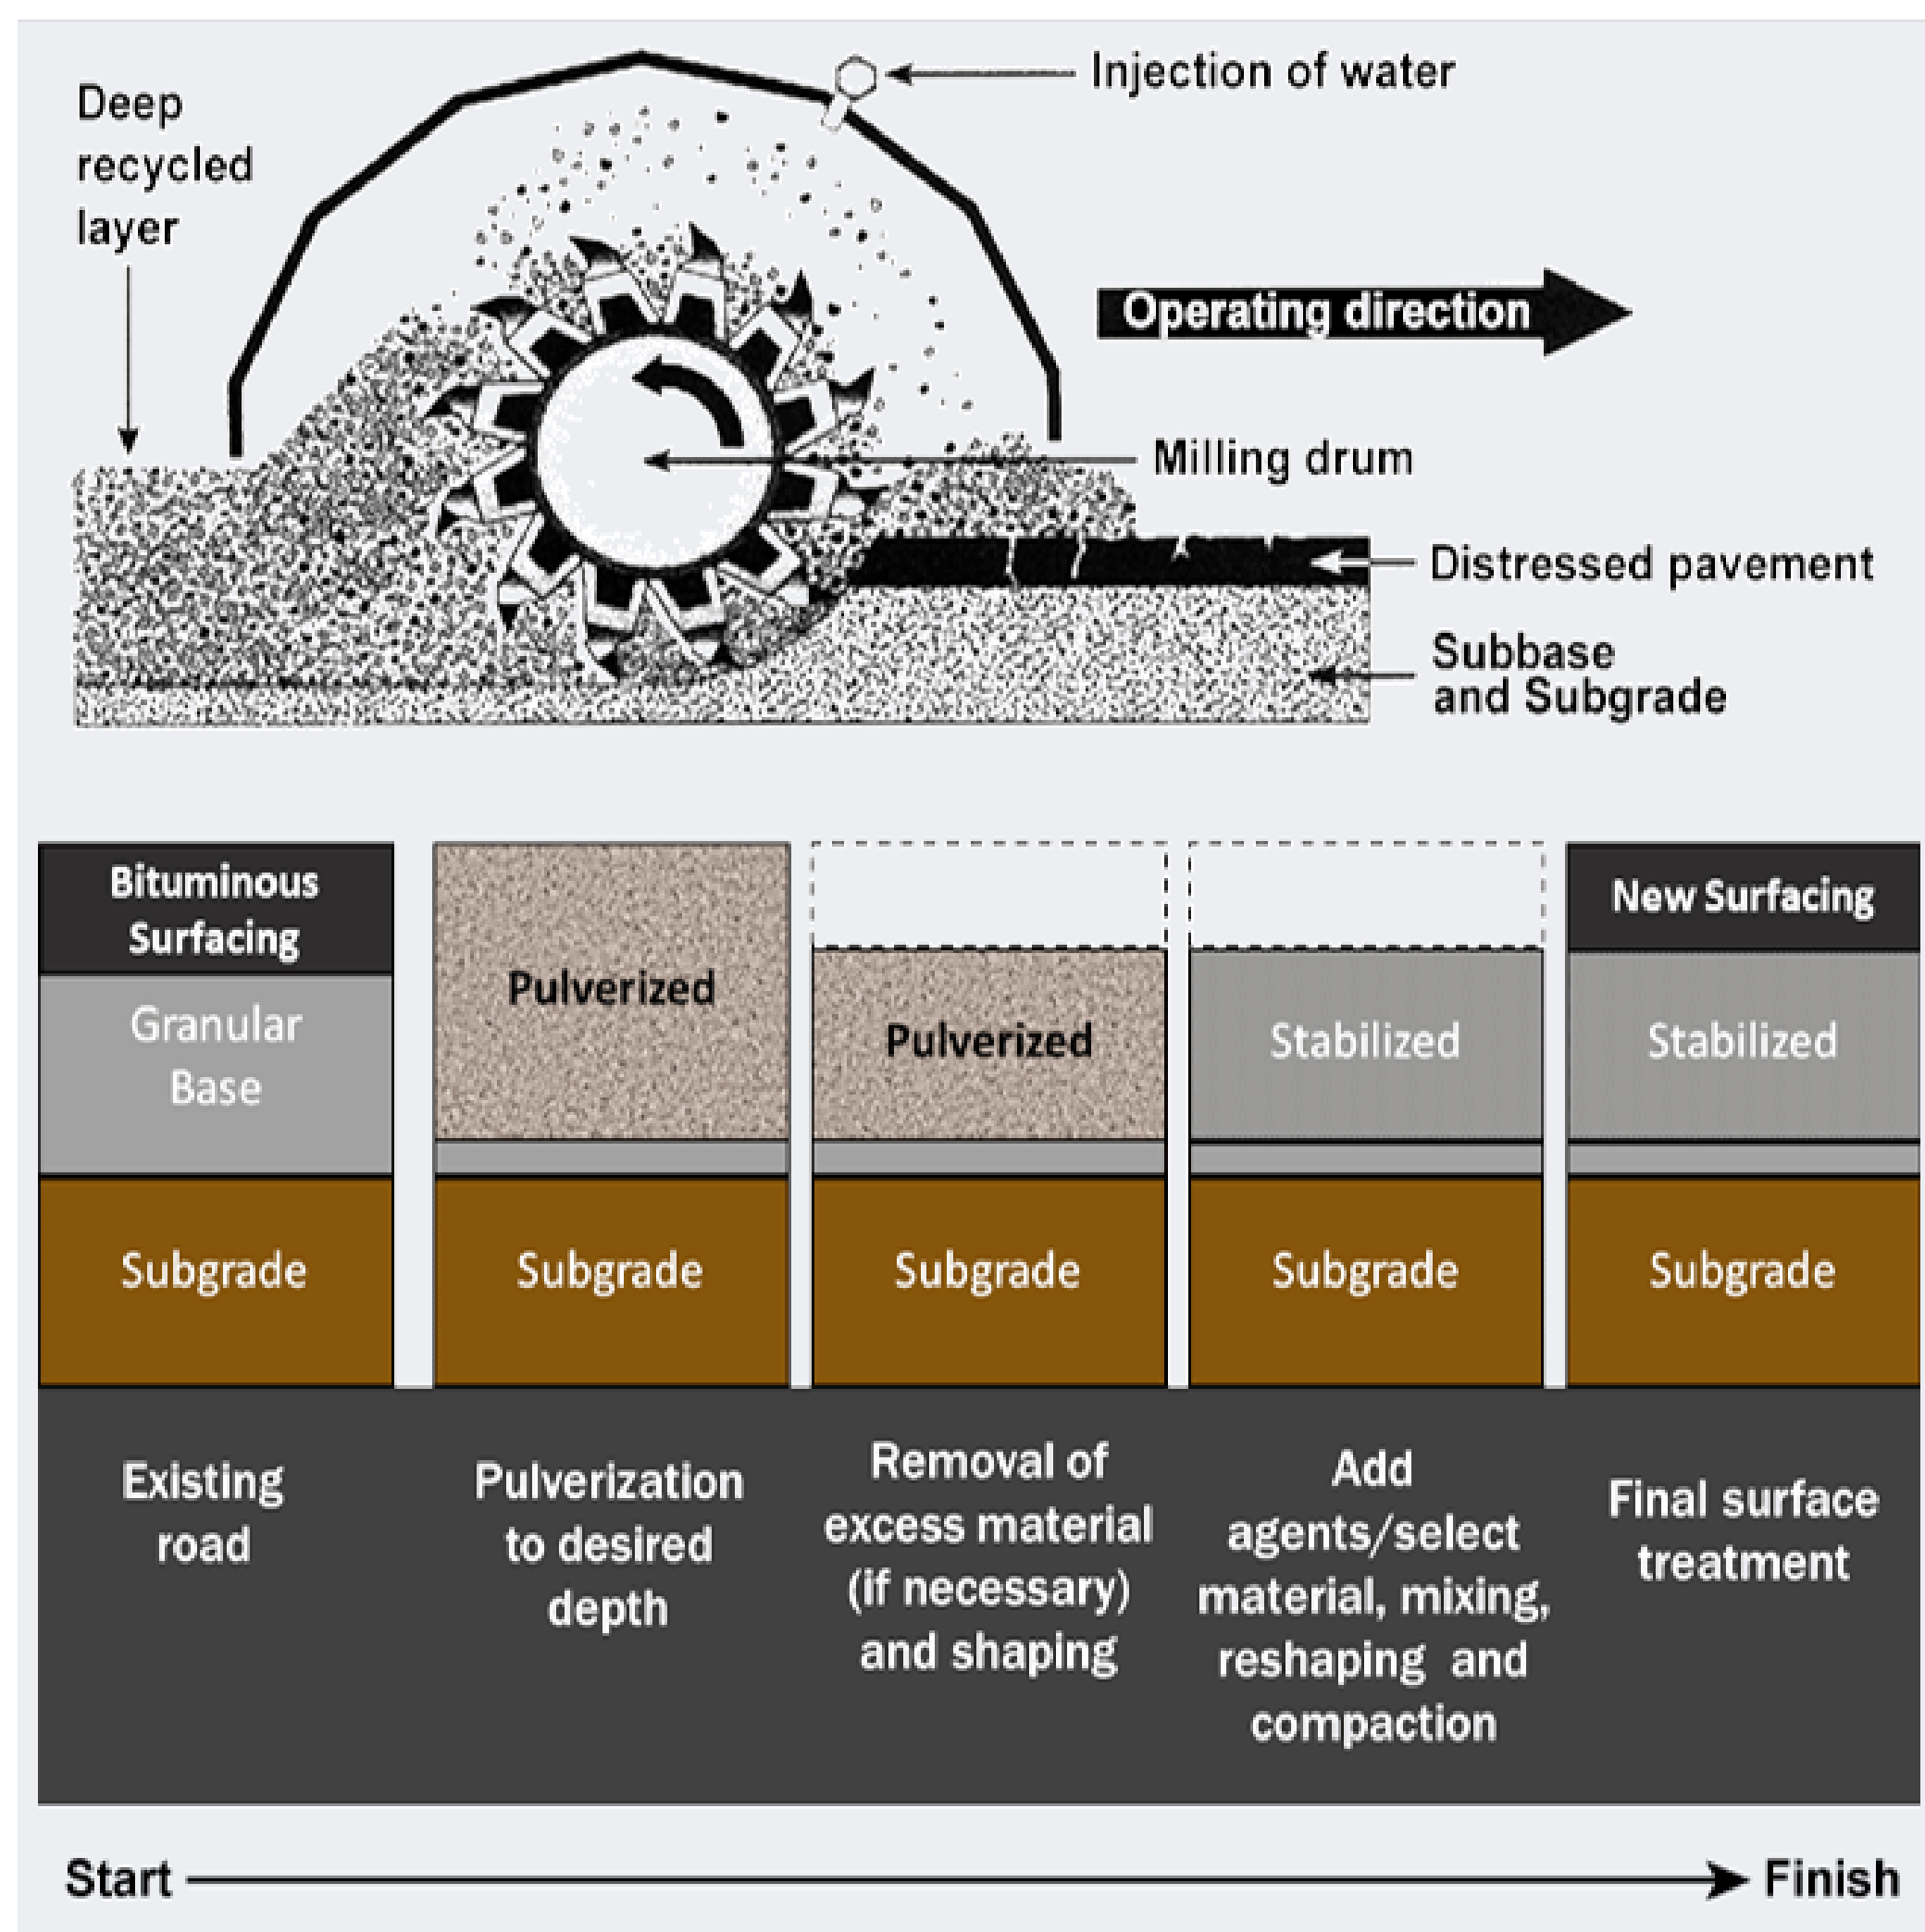 Deep
recycled
layer
Injection of water
Operating direction
Milling drum
Distressed pavement
Subbase
and Subgrade
Bituminous
Surfacing
Granular
Base
Subgrade
Pulverized
Subgrade
Pulverized
Subgrade
Stabilized
Subgrade
New Surfacing
Stabilized
Subgrade
Existing
road
Pulverization
to desired
depth
Removal of
excess material
(if necessary)
and shaping
Add
agents/select
material, mixing,
reshaping and
compaction
Final surface
treatment
Start
Finish